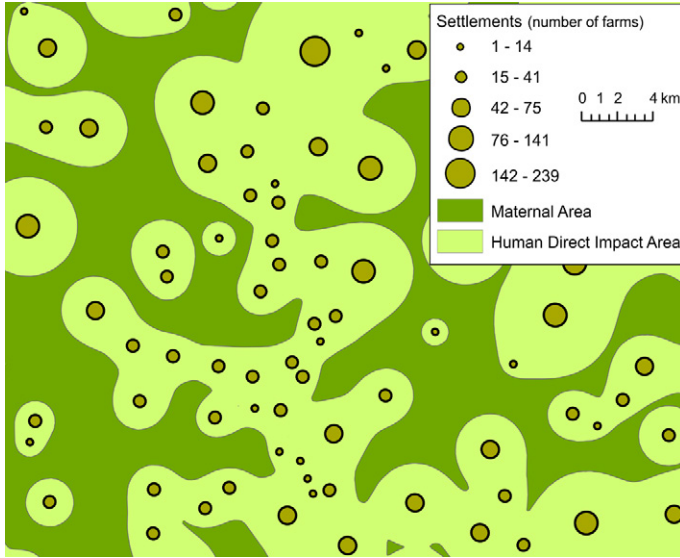 Settlements (number of farms)
1 - 14
15 - 41
42 - 75
76 - 141
142 - 239
0 1 2 4 km
Maternal Area
Human Direct Impact Area